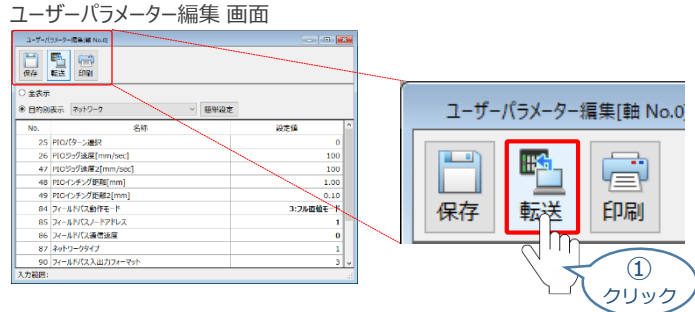 ユーザーパラメーター編集 画面
ユーザーパラメーター編集[軸 No.0]
保存 転送 印刷
全表示
目的別表示 ネットワーク 簡単設定
No. 名称 設定値
25 PIOパターン選択 0
26 PIOジョグ速度[mm/sec] 100
47 PIOジョグ速度2[mm/sec] 100
48 PIOインチング距離[mm] 1.00
49 PIOインチング距離2[mm] 0.10
84 フィールドバス動作モード 3:フル直値モード
85 フィールドバスノードアドレス 1
86 フィールドバス通信速度 0
87 ネットワークタイプ 1
90 フィールドバス入出力フォーマット 3
入力範囲:
ユーザーパラメーター編集[軸 No.0]
保存 転送 印刷
①
クリック